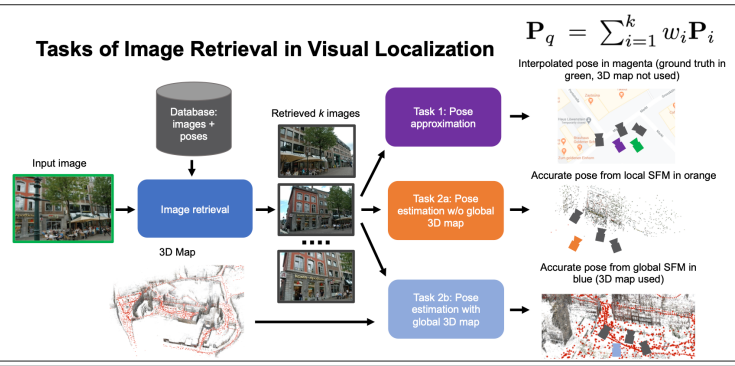 Tasks of Image Retrieval in Visual Localization
P_q = ∑_{i=1}^{k} w_i P_i
Interpolated pose in magenta (ground truth in
green, 3D map not used)
Database:
images +
poses
Retrieved k images
Task 1: Pose
approximation
Input image
Image retrieval
Accurate pose from local SFM in orange
Task 2a: Pose
estimation w/o global
3D map
3D Map
Accurate pose from global SFM in
blue (3D map used)
Task 2b: Pose
estimation with
global 3D map